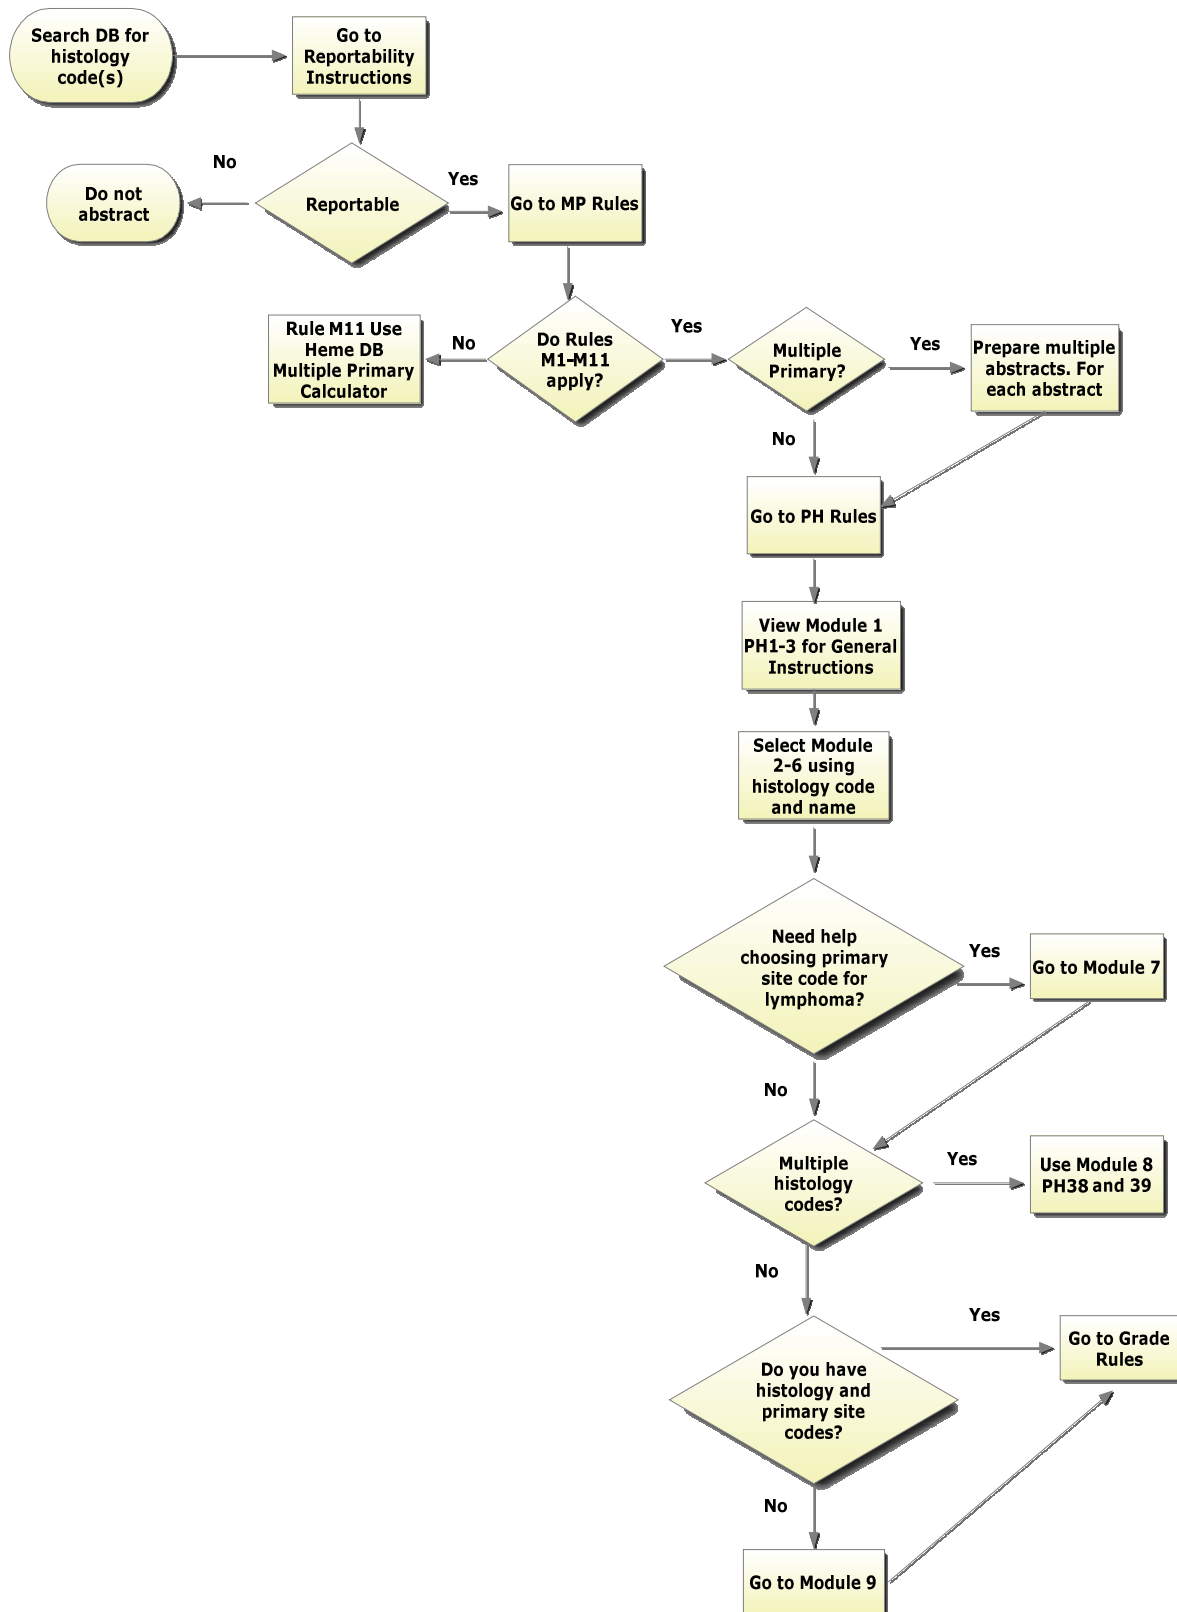 Search DB for
histology
code(s)
Go to
Reportability
Instructions
No
Do not
abstract
Reportable
Yes
Go to MP Rules
Rule M11 Use
Heme DB
Multiple Primary
Calculator
No
Do Rules
M1-M11
apply?
Yes
Multiple
Primary?
Yes
Prepare multiple
abstracts. For
each abstract
No
Go to PH Rules
View Module 1
PH1-3 for General
Instructions
Select Module
2-6 using
histology code
and name
Need help
choosing primary
site code for
lymphoma?
Yes
Go to Module 7
No
Multiple
histology
codes?
Yes
Use Module 8
PH38 and 39
No
Do you have
histology and
primary site
codes?
Yes
Go to Grade
Rules
No
Go to Module 9